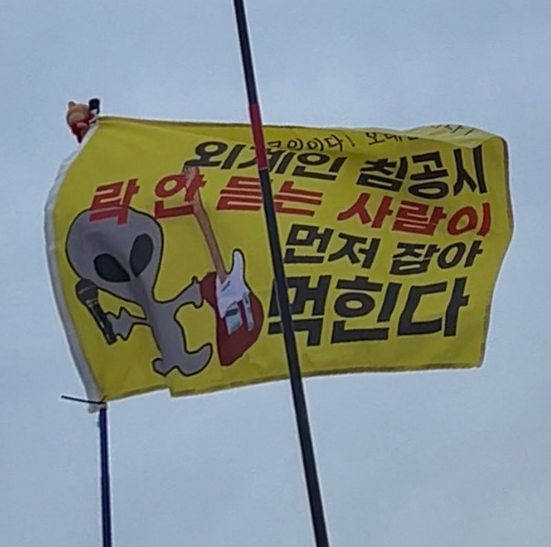 외계인 침공시
락 안 듣는 사람이
먼저 잡아
먹힌다